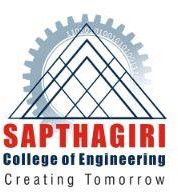 SAPTHAGIRI
College of Engineering
Creating Tomorrow